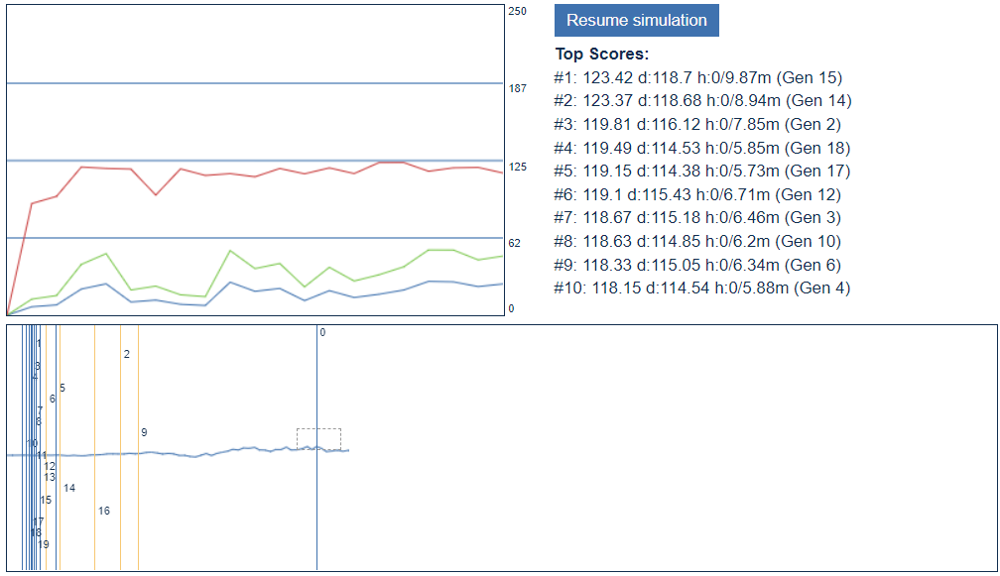 250
187
125
62
0
Resume simulation
Top Scores:
#1: 123.42 d:118.7 h:0/9.87m (Gen 15)
#2: 123.37 d:118.68 h:0/8.94m (Gen 14)
#3: 119.81 d:116.12 h:0/7.85m (Gen 2)
#4: 119.49 d:114.53 h:0/5.85m (Gen 18)
#5: 119.15 d:114.38 h:0/5.73m (Gen 17)
#6: 119.1 d:115.43 h:0/6.71m (Gen 12)
#7: 118.67 d:115.18 h:0/6.46m (Gen 3)
#8: 118.63 d:114.85 h:0/6.2m (Gen 10)
#9: 118.33 d:115.05 h:0/6.34m (Gen 6)
#10: 118.15 d:114.54 h:0/5.88m (Gen 4)
0
1
2
3
4
5
6
7
8
9
10
11
12
13
14
15
16
17
18
19